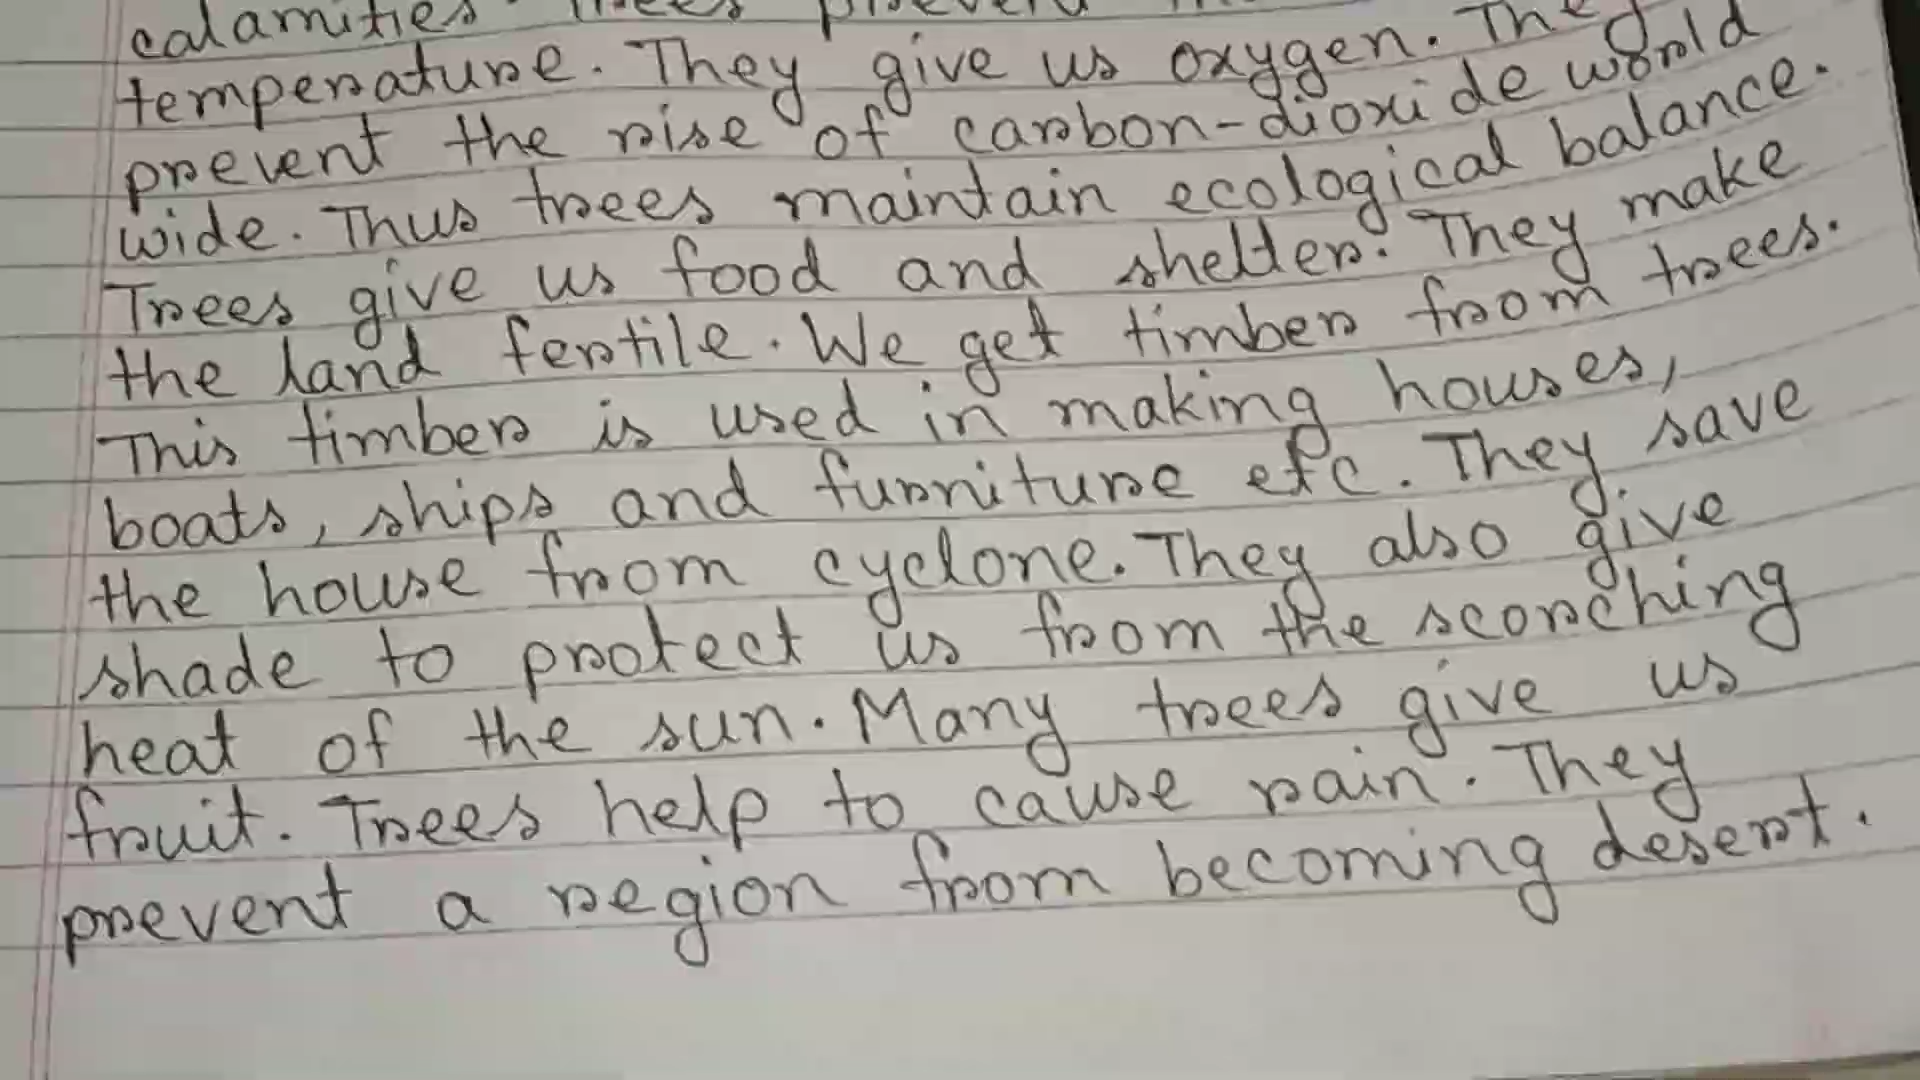 calamities Trees prevent
temperature. They give us oxygen. They
prevent the rise of carbon-dioxide world
wide. Thus trees maintain ecological balance.
Trees give us food and shelter. They make
the land fertile. We get timber from trees.
This timber is used in making houses,
boats, ships and furniture etc. They save
the house from cyclone. They also give
shade to protect us from the scorching
heat of the sun. Many trees give us
fruit. Trees help to cause rain. They
prevent a region from becoming desert.